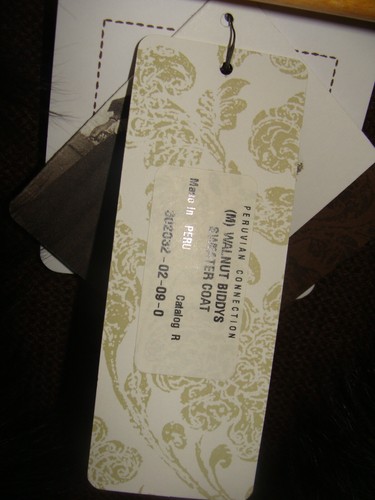 PERUVIAN CONNECTION
(M) WALNUT BIDDYS
SWEATER COAT
Made in PERU Catalog R
302032-02-09-0